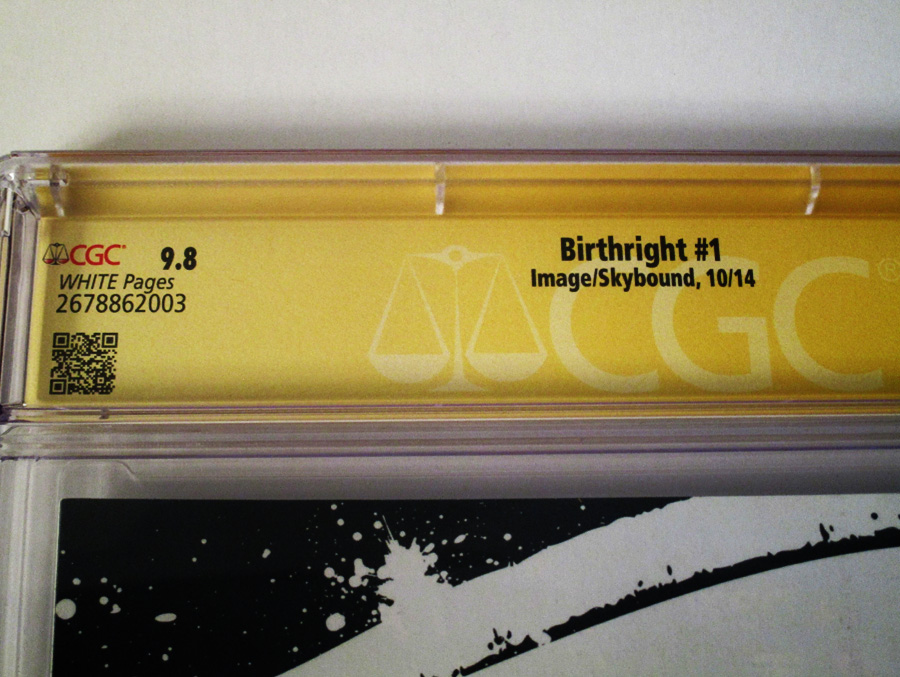 CGC® 9.8
WHITE Pages
2678862003
Birthright #1
Image/Skybound, 10/14
CGC®